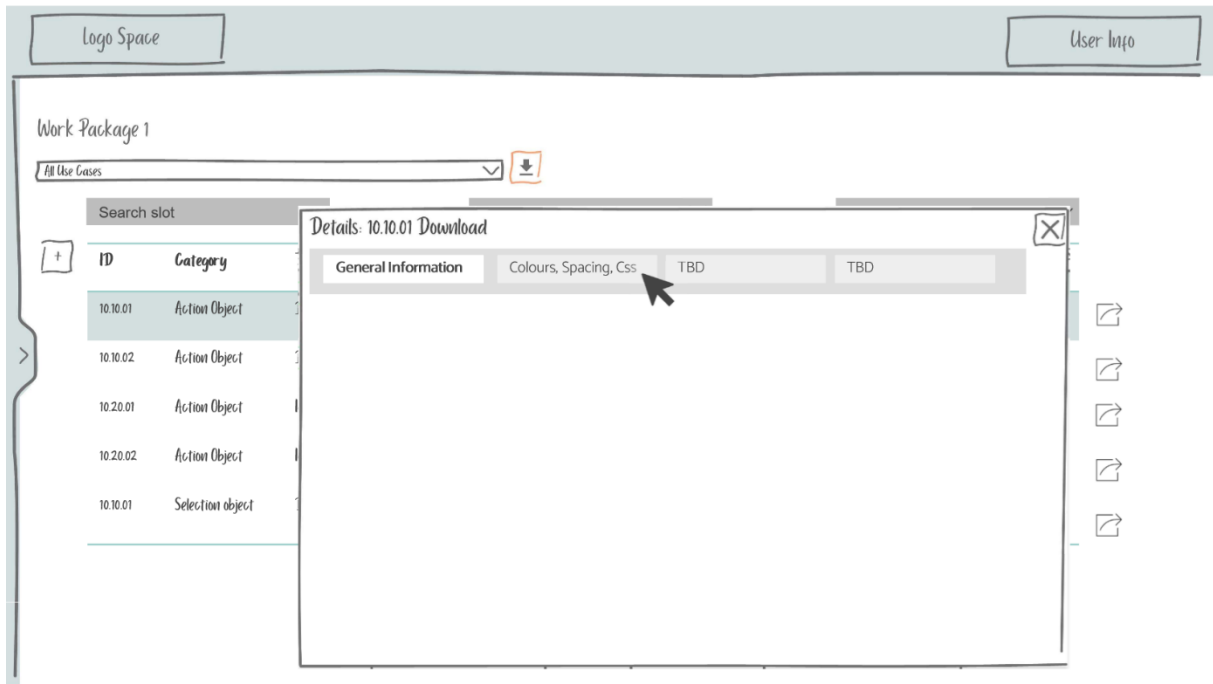 Logo Space
User Info
Work Package 1
All Use Cases
Search slot
Details: 10.10.01 Download
General Information
Colours, Spacing, Css
TBD
TBD
ID Category
10.10.01 Action Object
10.10.02 Action Object
10.20.01 Action Object
10.20.02 Action Object
10.10.01 Selection object